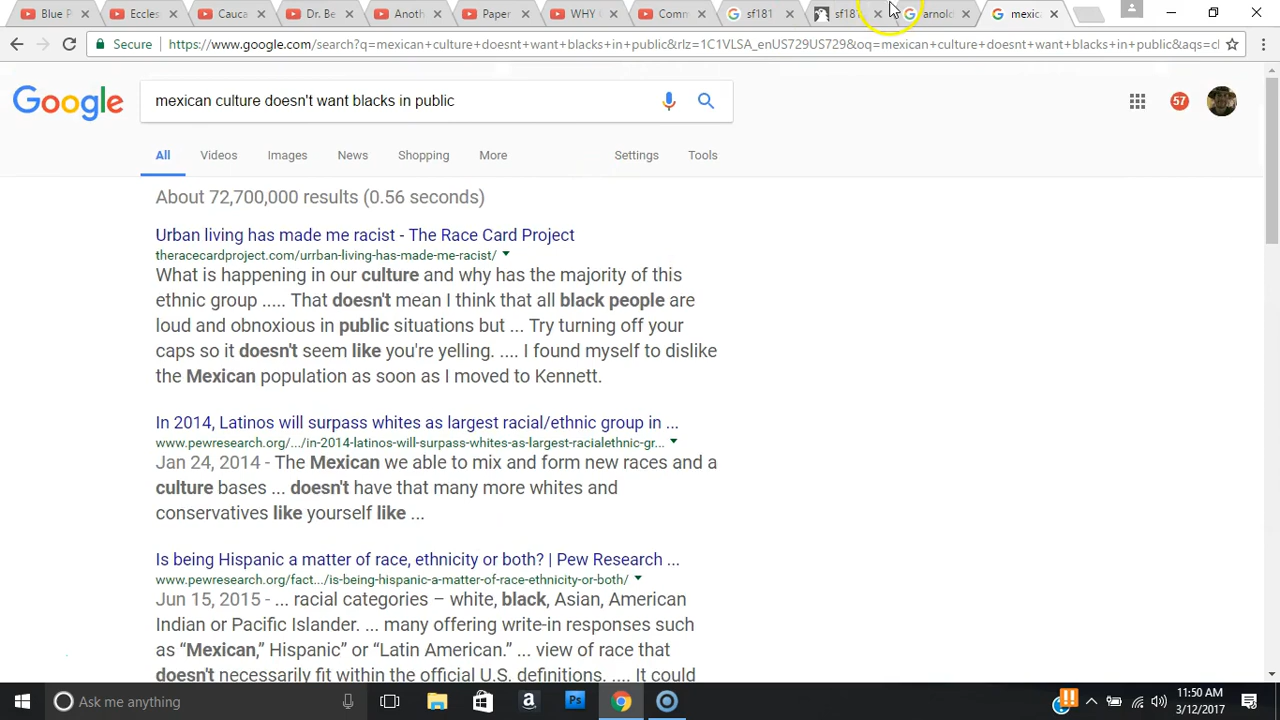 Blue P
Eccles
Cauca
Dr. Be
Anoth
Paper
WHY
Comm
sf181
sf181
arnold
mexic
Secure
https://www.google.com/search?q=mexican+culture+doesnt+want+blacks+in+public&rlz=1C1VLSA_enUS729US729&oq=mexican+culture+doesnt+want+blacks+in+public&aqs=cl
Google
mexican culture doesn't want blacks in public
57
All Videos Images News Shopping More Settings Tools
About 72,700,000 results (0.56 seconds)
Urban living has made me racist - The Race Card Project
theracecardproject.com/urrban-living-has-made-me-racist/
What is happening in our culture and why has the majority of this
ethnic group ..... That doesn't mean I think that all black people are
loud and obnoxious in public situations but ... Try turning off your
caps so it doesn't seem like you're yelling. .... I found myself to dislike
the Mexican population as soon as I moved to Kennett.
In 2014, Latinos will surpass whites as largest racial/ethnic group in ...
www.pewresearch.org/.../in-2014-latinos-will-surpass-whites-as-largest-racialethnic-gr...
Jan 24, 2014 - The Mexican we able to mix and form new races and a
culture bases ... doesn't have that many more whites and
conservatives like yourself like ...
Is being Hispanic a matter of race, ethnicity or both? | Pew Research ...
www.pewresearch.org/fact.../is-being-hispanic-a-matter-of-race-ethnicity-or-both/
Jun 15, 2015 - ... racial categories – white, black, Asian, American
Indian or Pacific Islander. ... many offering write-in responses such
as “Mexican,” Hispanic” or “Latin American.” ... view of race that
doesn't necessarily fit within the official U.S. definitions. .... It could
Ask me anything
11:50 AM
3/12/2017